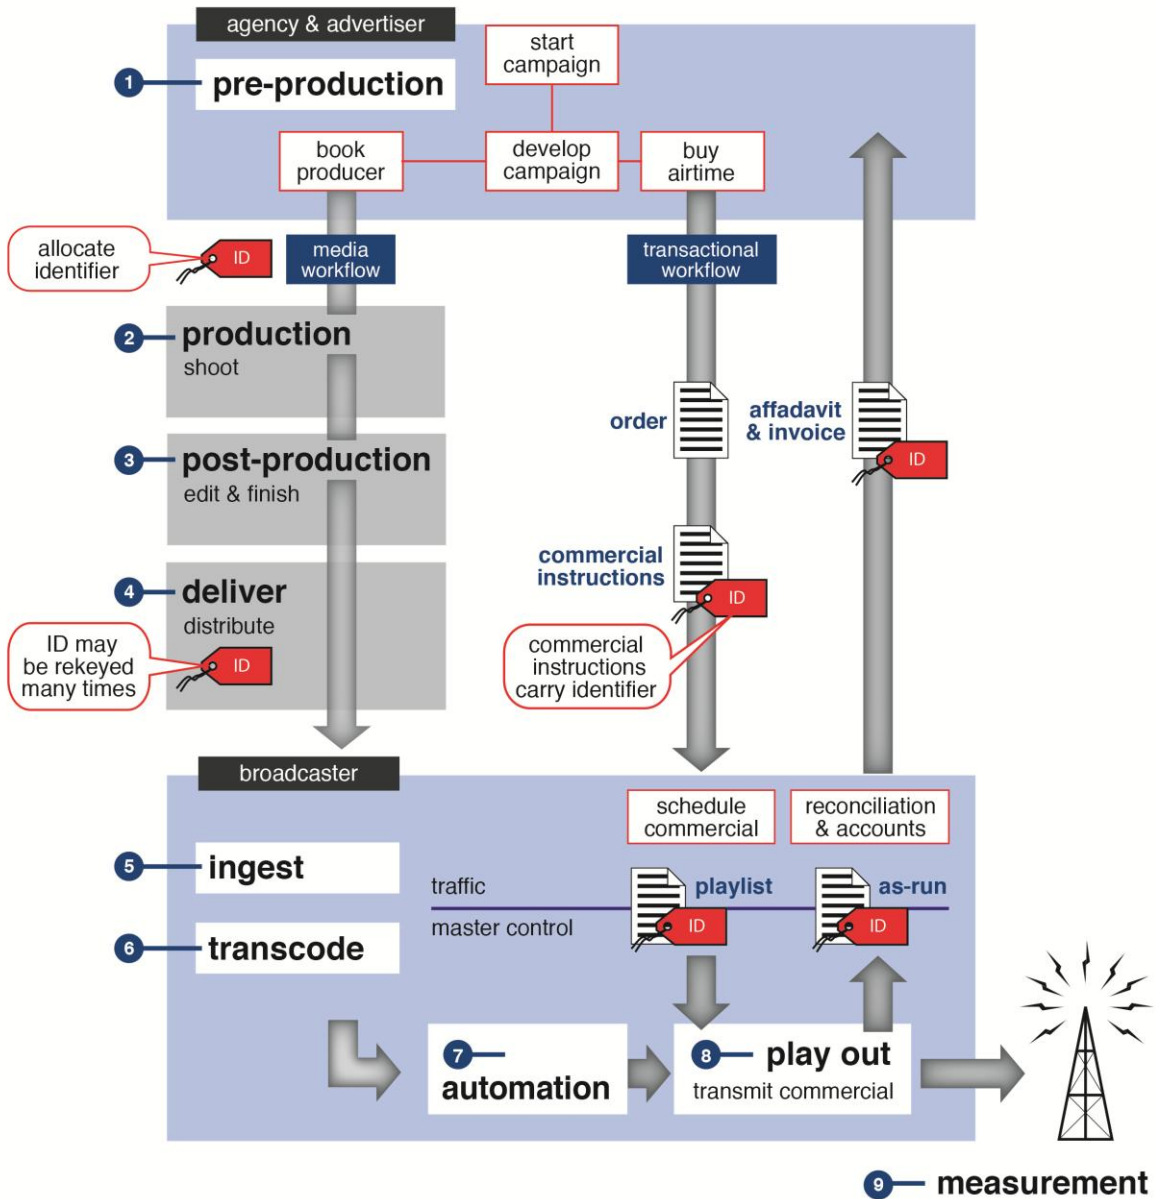 agency & advertiser
1
pre-production
start
campaign
book
producer
develop
campaign
buy
airtime
allocate
identifier
ID
media
workflow
transactional
workflow
2
production
shoot
order
affadavit
& invoice
ID
3
post-production
edit & finish
commercial
instructions
ID
4
deliver
distribute
ID may
be rekeyed
many times
ID
commercial
instructions
carry identifier
broadcaster
schedule
commercial
reconciliation
& accounts
5
ingest
traffic
playlist
as-run
master control
ID
ID
6
transcode
7
automation
8
play out
transmit commercial
9
measurement